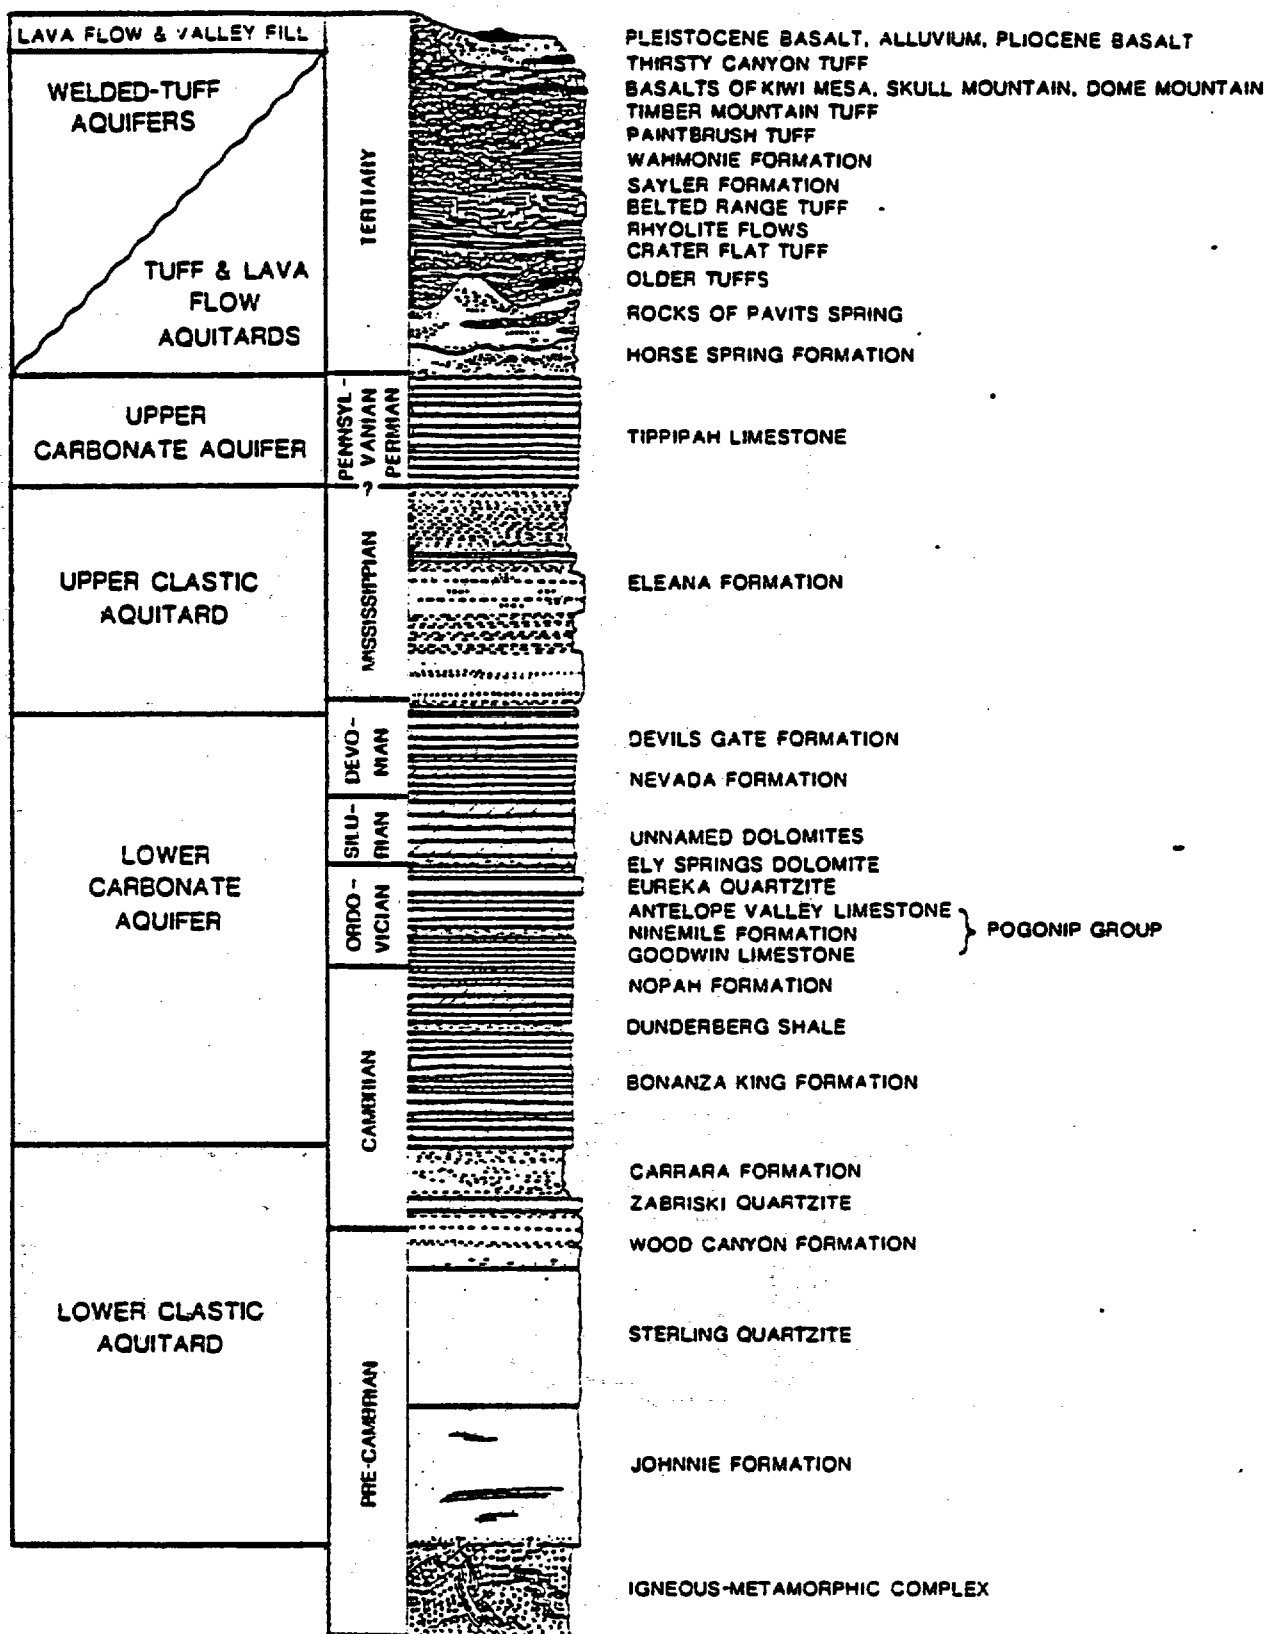 LAVA FLOW & VALLEY FILL
WELDED-TUFF
AQUIFERS
TUFF & LAVA
FLOW
AQUITARDS
UPPER
CARBONATE AQUIFER
UPPER CLASTIC
AQUITARD
LOWER
CARBONATE
AQUIFER
LOWER CLASTIC
AQUITARD
TERTIARY
PENNSYL-
VANIAN
PERMIAN
?
MISSISSIPPIAN
DEVO-
NIAN
SILU-
RIAN
ORDO-
VICIAN
CAMBRIAN
PRE-CAMBRIAN
PLEISTOCENE BASALT, ALLUVIUM, PLIOCENE BASALT
THIRSTY CANYON TUFF
BASALTS OF KIWI MESA, SKULL MOUNTAIN, DOME MOUNTAIN
TIMBER MOUNTAIN TUFF
PAINTBRUSH TUFF
WAHMONIE FORMATION
SAYLER FORMATION
BELTED RANGE TUFF
RHYOLITE FLOWS
CRATER FLAT TUFF
OLDER TUFFS
ROCKS OF PAVITS SPRING
HORSE SPRING FORMATION
TIPPIPAH LIMESTONE
ELEANA FORMATION
DEVILS GATE FORMATION
NEVADA FORMATION
UNNAMED DOLOMITES
ELY SPRINGS DOLOMITE
EUREKA QUARTZITE
ANTELOPE VALLEY LIMESTONE
NINEMILE FORMATION
GOODWIN LIMESTONE
POGONIP GROUP
NOPAH FORMATION
DUNDERBERG SHALE
BONANZA KING FORMATION
CARRARA FORMATION
ZABRISKI QUARTZITE
WOOD CANYON FORMATION
STERLING QUARTZITE
JOHNNIE FORMATION
IGNEOUS-METAMORPHIC COMPLEX